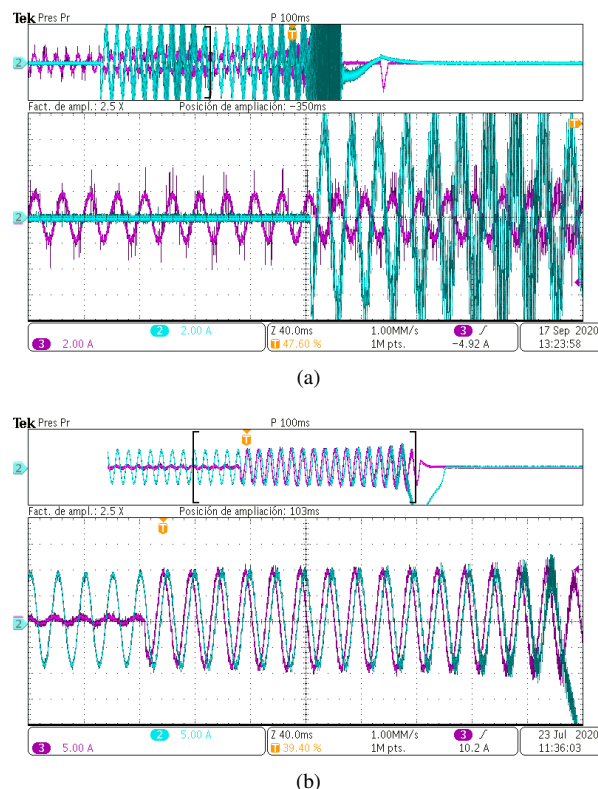 Tek Pres Pr P 100ms
T
2
Fact. de ampl.: 2.5 X Posición de ampliación: −350ms
T
2
2 2.00 A Z 40.0ms 1.00MM/s 3 17 Sep 2020
3 2.00 A T 47.60 % 1M pts. −4.92 A 13:23:58
(a)
Tek Pres Pr P 100ms
T
2
Fact. de ampl.: 2.5 X Posición de ampliación: 103ms
T
2
2 5.00 A Z 40.0ms 1.00MM/s 3 23 Jul 2020
3 5.00 A T 39.40 % 1M pts. 10.2 A 11:36:03
(b)